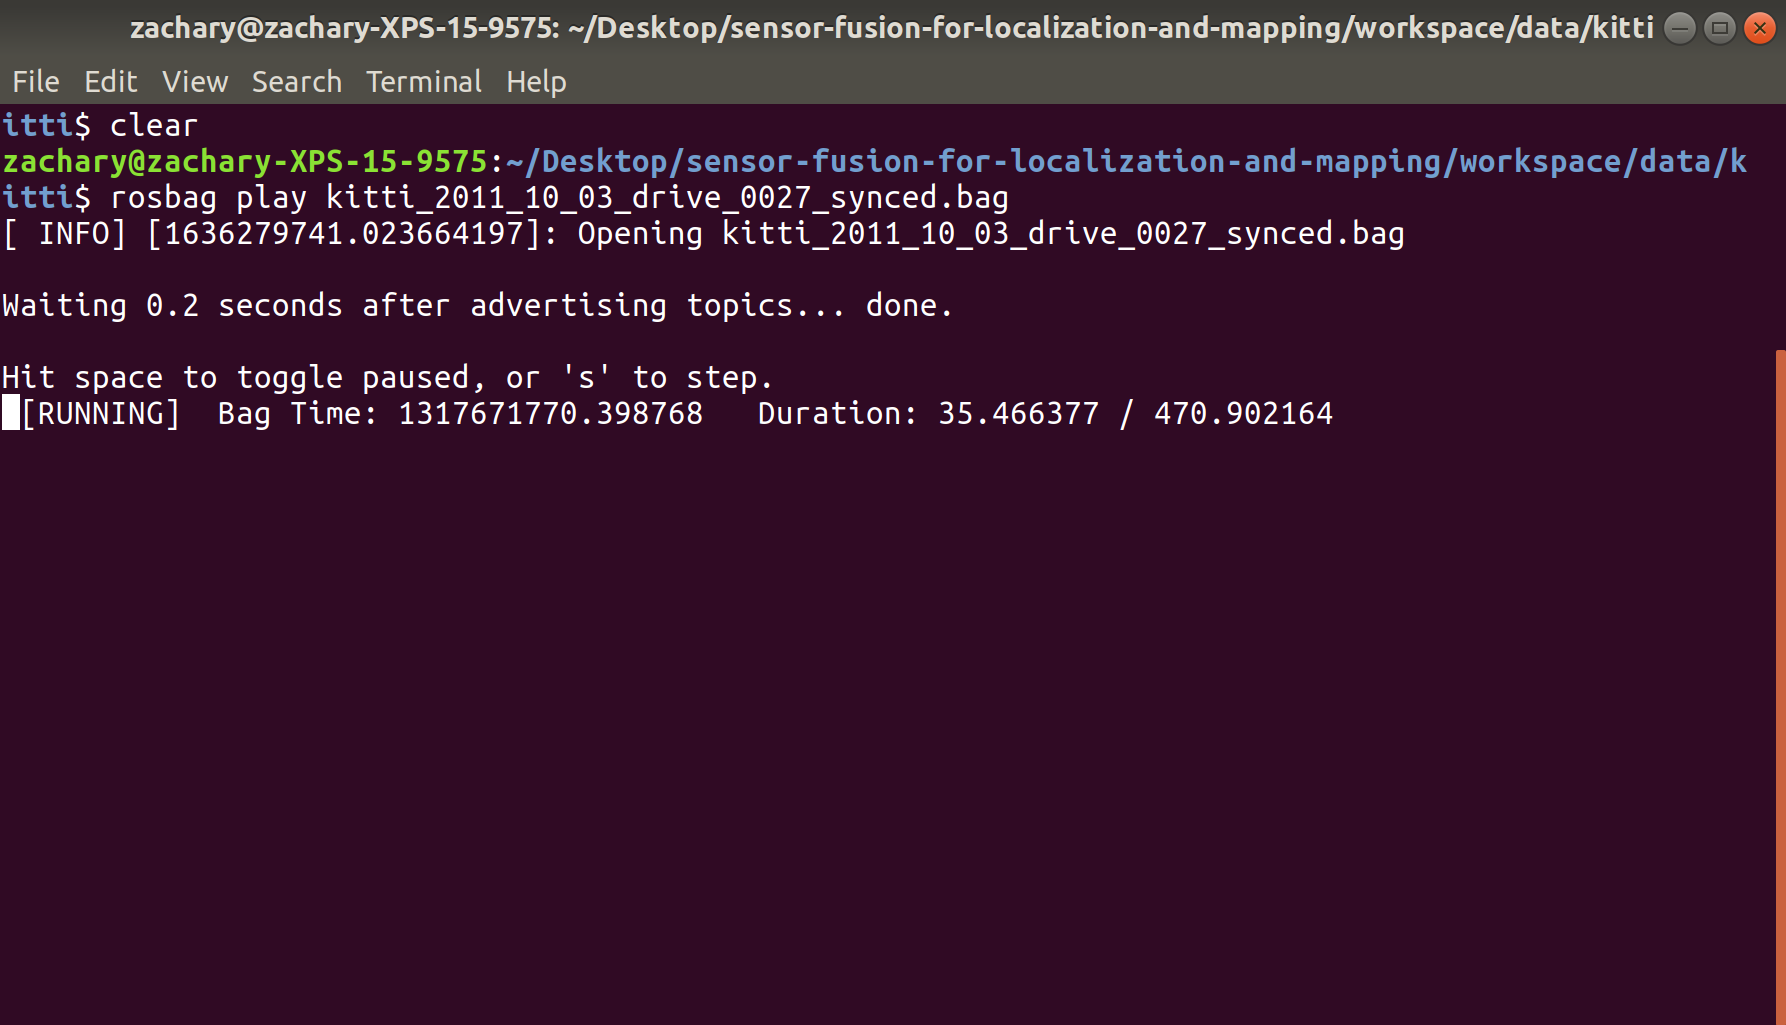 zachary@zachary-XPS-15-9575: ~/Desktop/sensor-fusion-for-localization-and-mapping/workspace/data/kitti
File Edit View Search Terminal Help
itti$ clear
zachary@zachary-XPS-15-9575:~/Desktop/sensor-fusion-for-localization-and-mapping/workspace/data/k
itti$ rosbag play kitti_2011_10_03_drive_0027_synced.bag
[ INFO] [1636279741.023664197]: Opening kitti_2011_10_03_drive_0027_synced.bag
Waiting 0.2 seconds after advertising topics... done.
Hit space to toggle paused, or 's' to step.
[RUNNING]  Bag Time: 1317671770.398768   Duration: 35.466377 / 470.902164